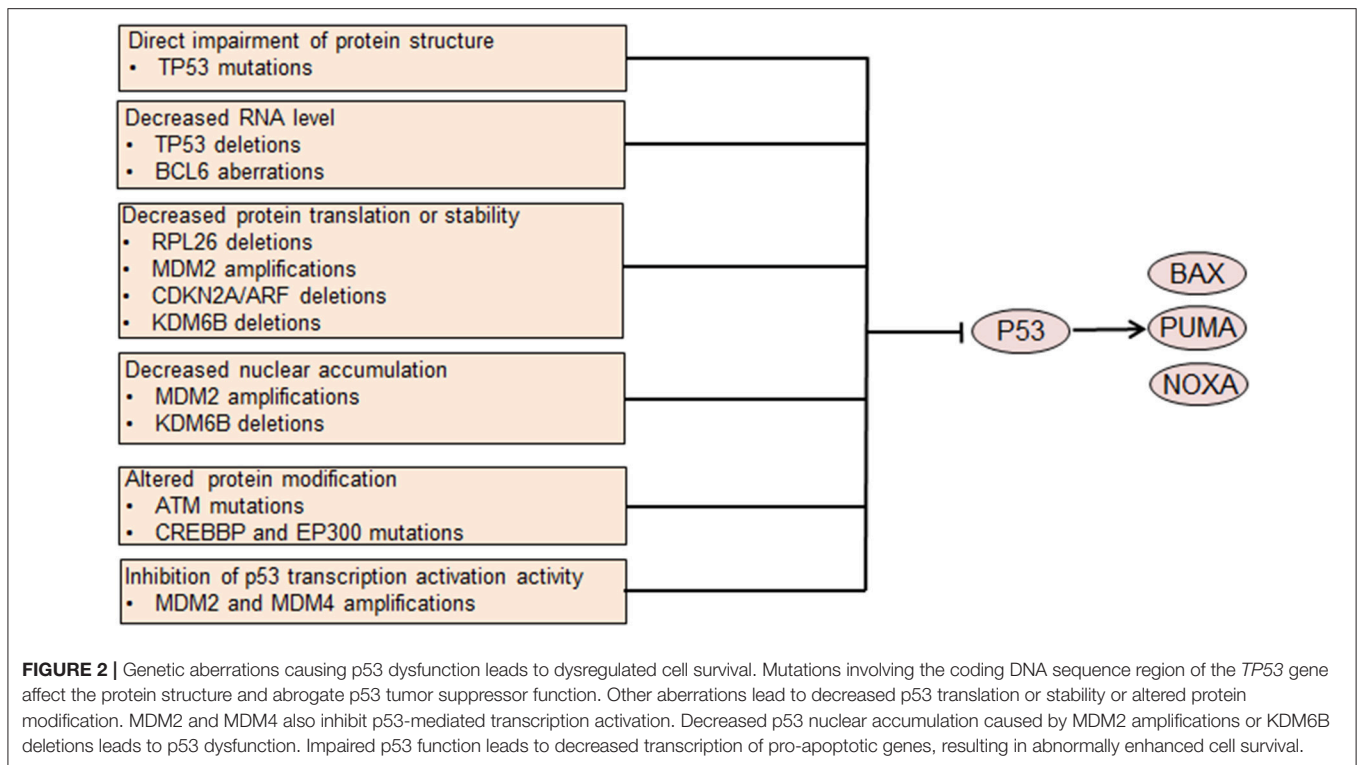 Direct impairment of protein structure
• TP53 mutations
Decreased RNA level
• TP53 deletions
• BCL6 aberrations
Decreased protein translation or stability
• RPL26 deletions
• MDM2 amplifications
• CDKN2A/ARF deletions
• KDM6B deletions
Decreased nuclear accumulation
• MDM2 amplifications
• KDM6B deletions
Altered protein modification
• ATM mutations
• CREBBP and EP300 mutations
Inhibition of p53 transcription activation activity
• MDM2 and MDM4 amplifications
P53
BAX
PUMA
NOXA
FIGURE 2 | Genetic aberrations causing p53 dysfunction leads to dysregulated cell survival. Mutations involving the coding DNA sequence region of the TP53 gene
affect the protein structure and abrogate p53 tumor suppressor function. Other aberrations lead to decreased p53 translation or stability or altered protein
modification. MDM2 and MDM4 also inhibit p53-mediated transcription activation. Decreased p53 nuclear accumulation caused by MDM2 amplifications or KDM6B
deletions leads to p53 dysfunction. Impaired p53 function leads to decreased transcription of pro-apoptotic genes, resulting in abnormally enhanced cell survival.